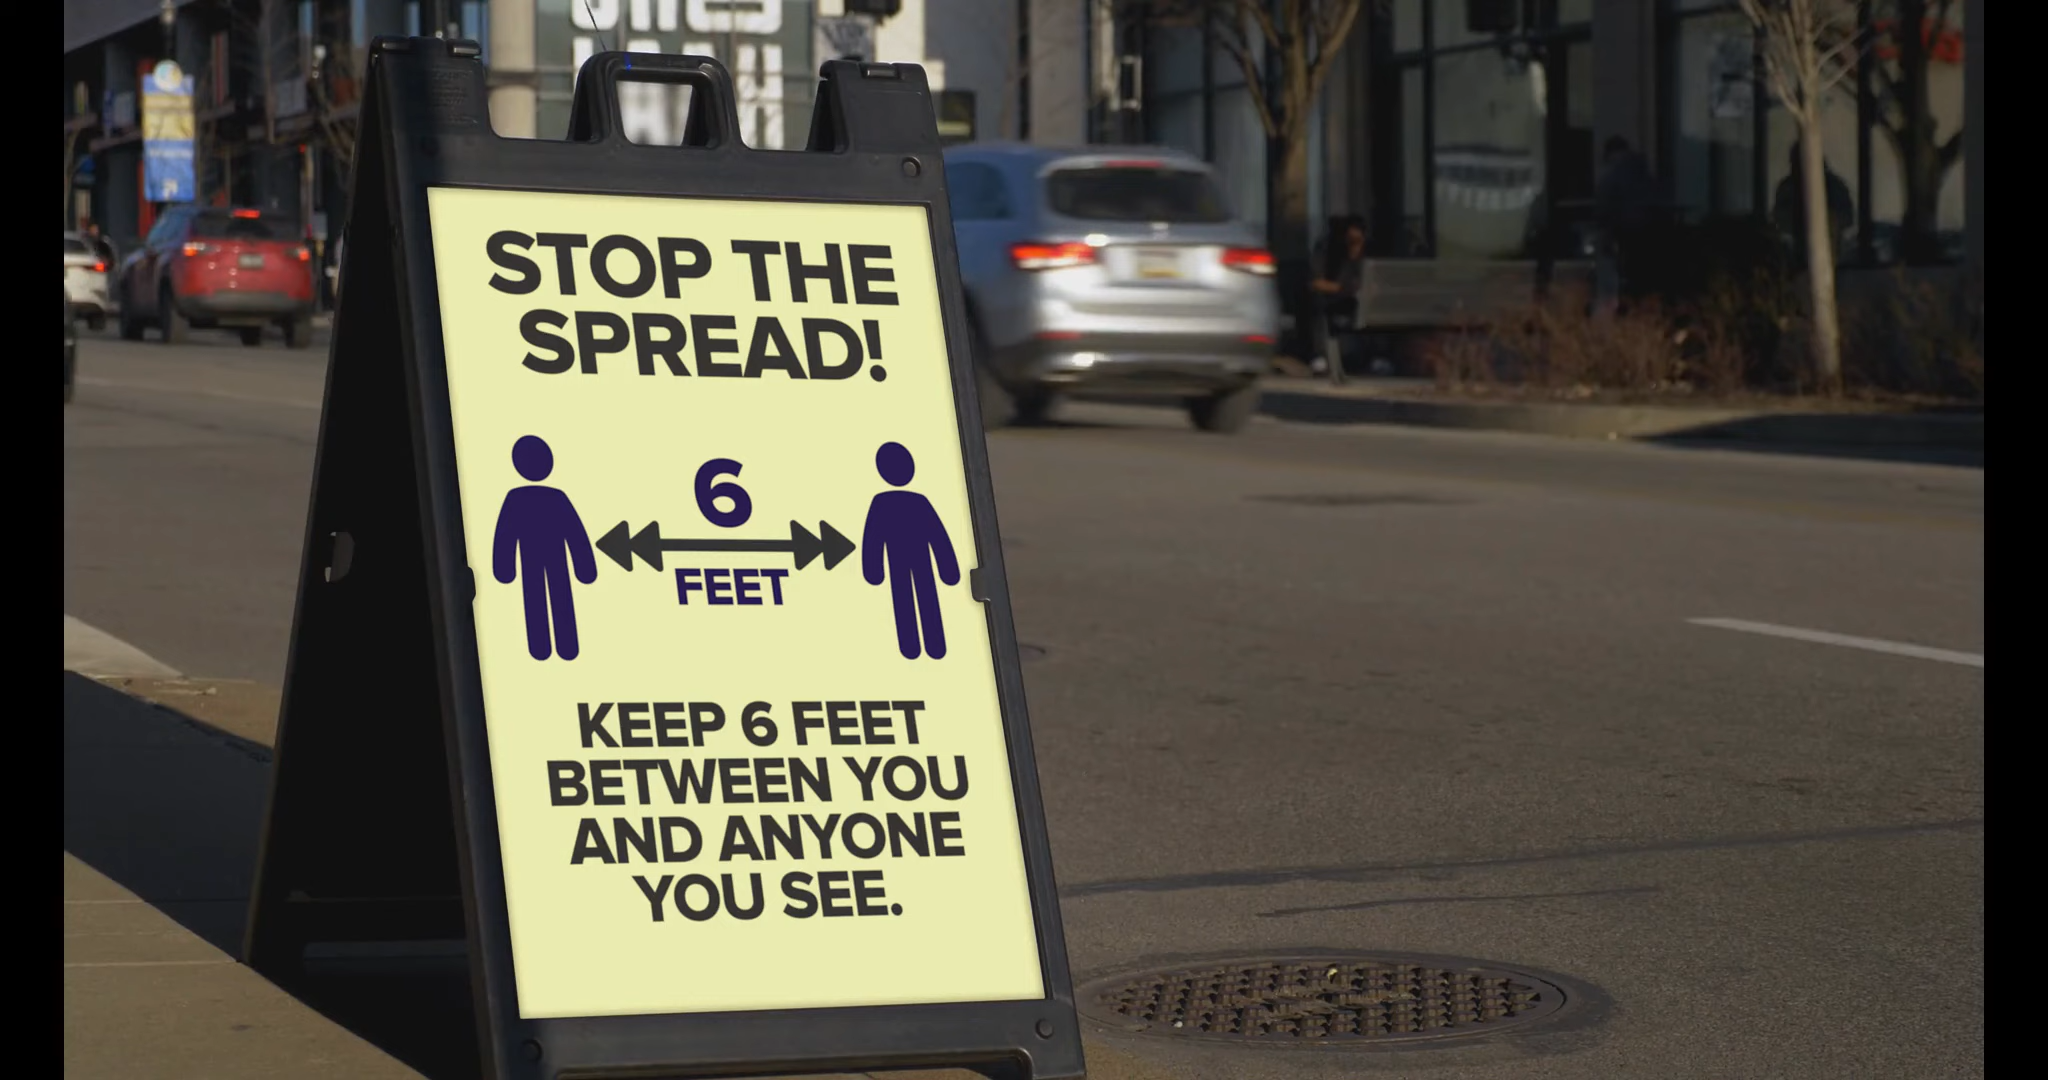 STOP THE
SPREAD!
6
FEET
KEEP 6 FEET
BETWEEN YOU
AND ANYONE
YOU SEE.